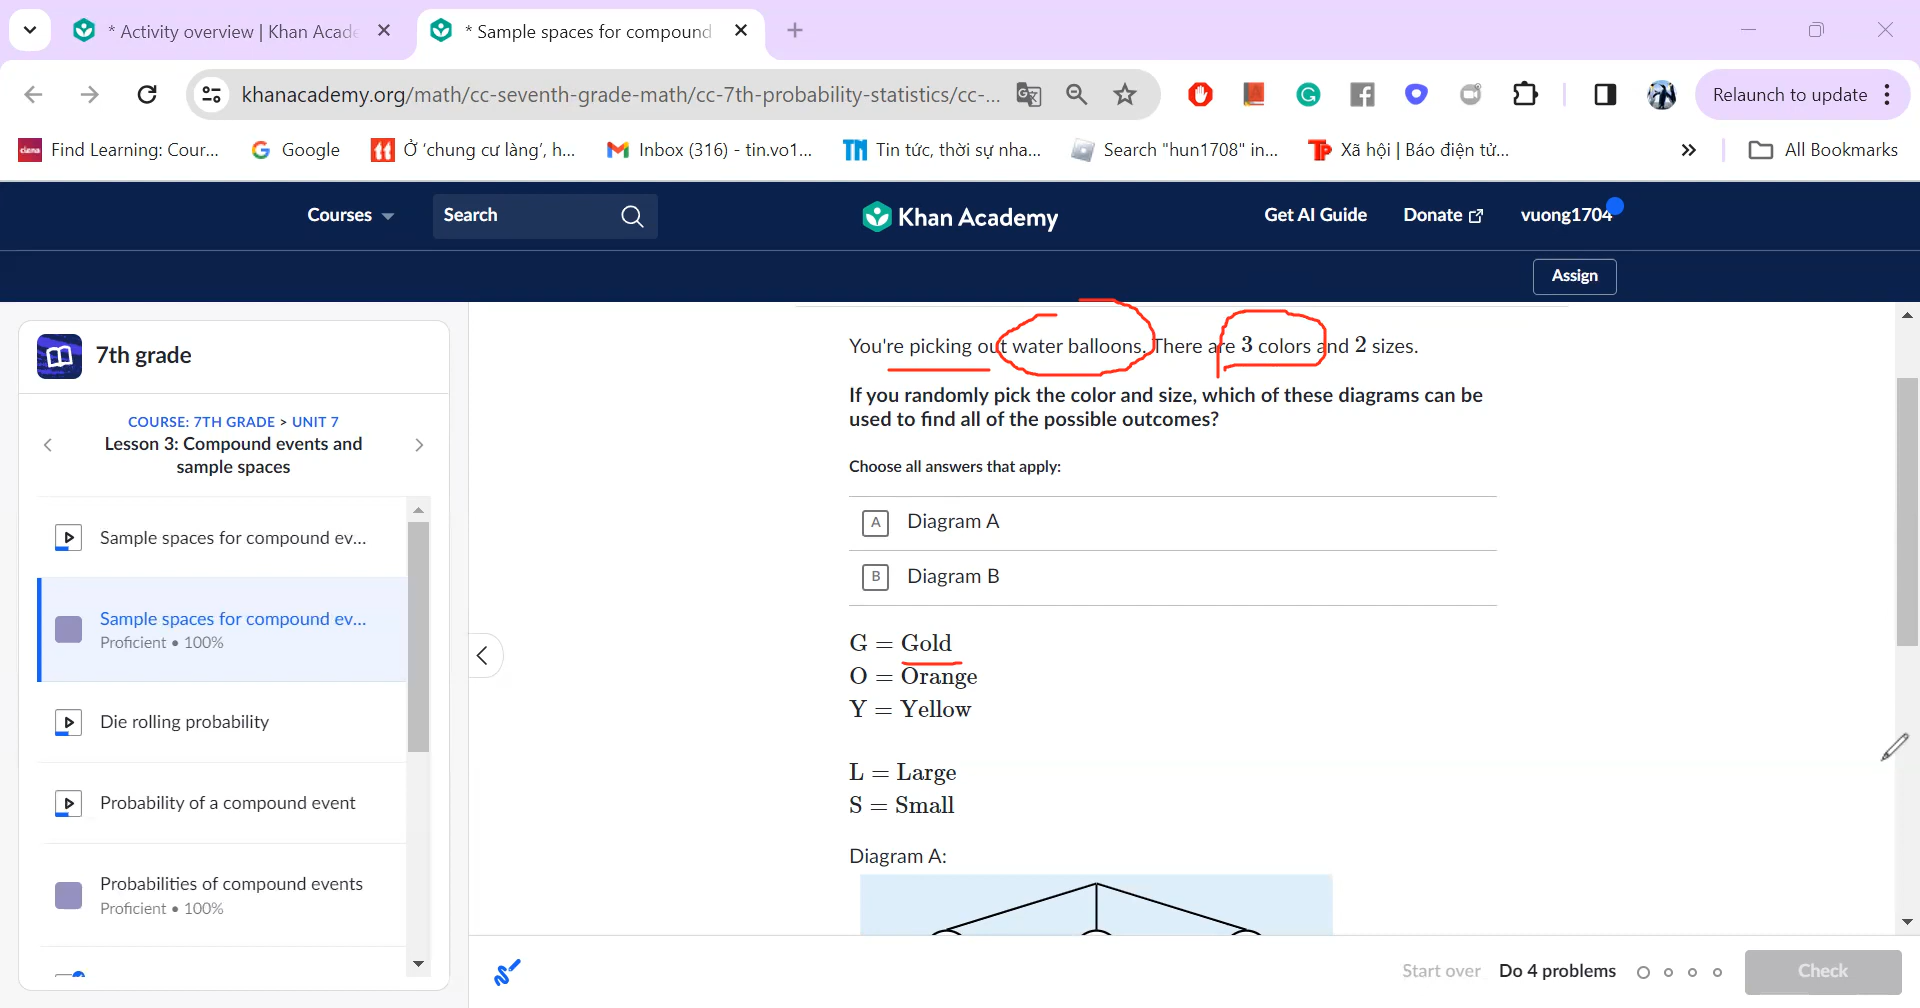 * Activity overview | Khan Acade
* Sample spaces for compound
khanacademy.org/math/cc-seventh-grade-math/cc-7th-probability-statistics/cc-...
Relaunch to update
ciena Find Learning: Cour...
Google
Ở ‘chung cư làng’, h...
Inbox (316) - tin.vo1...
TN Tin tức, thời sự nha...
Search "hun1708" in...
TP Xã hội | Báo điện tử...
All Bookmarks
Courses
Search
Khan Academy
Get AI Guide
Donate
vuong1704
Assign
7th grade
COURSE: 7TH GRADE > UNIT 7
Lesson 3: Compound events and
sample spaces
Sample spaces for compound ev...
Sample spaces for compound ev...
Proficient • 100%
Die rolling probability
Probability of a compound event
Probabilities of compound events
Proficient • 100%
You're picking out water balloons. There are 3 colors and 2 sizes.
If you randomly pick the color and size, which of these diagrams can be
used to find all of the possible outcomes?
Choose all answers that apply:
A Diagram A
B Diagram B
G = Gold
O = Orange
Y = Yellow
L = Large
S = Small
Diagram A:
Start over
Do 4 problems
Check